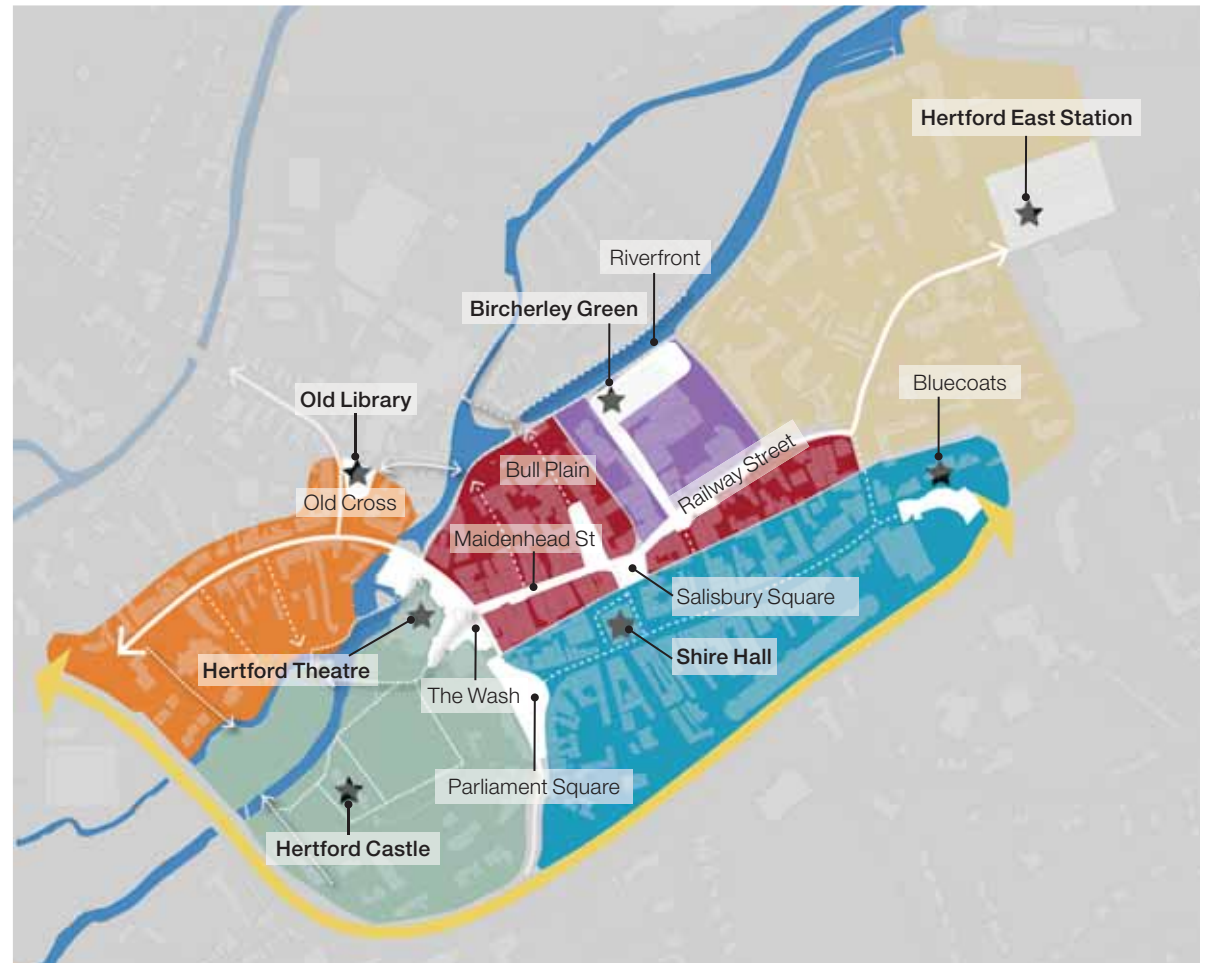 Hertford East Station
Riverfront
Bircherley Green
Bluecoats
Old Library
Railway Street
Bull Plain
Old Cross
Maidenhead St
Salisbury Square
Shire Hall
Hertford Theatre
The Wash
Parliament Square
Hertford Castle